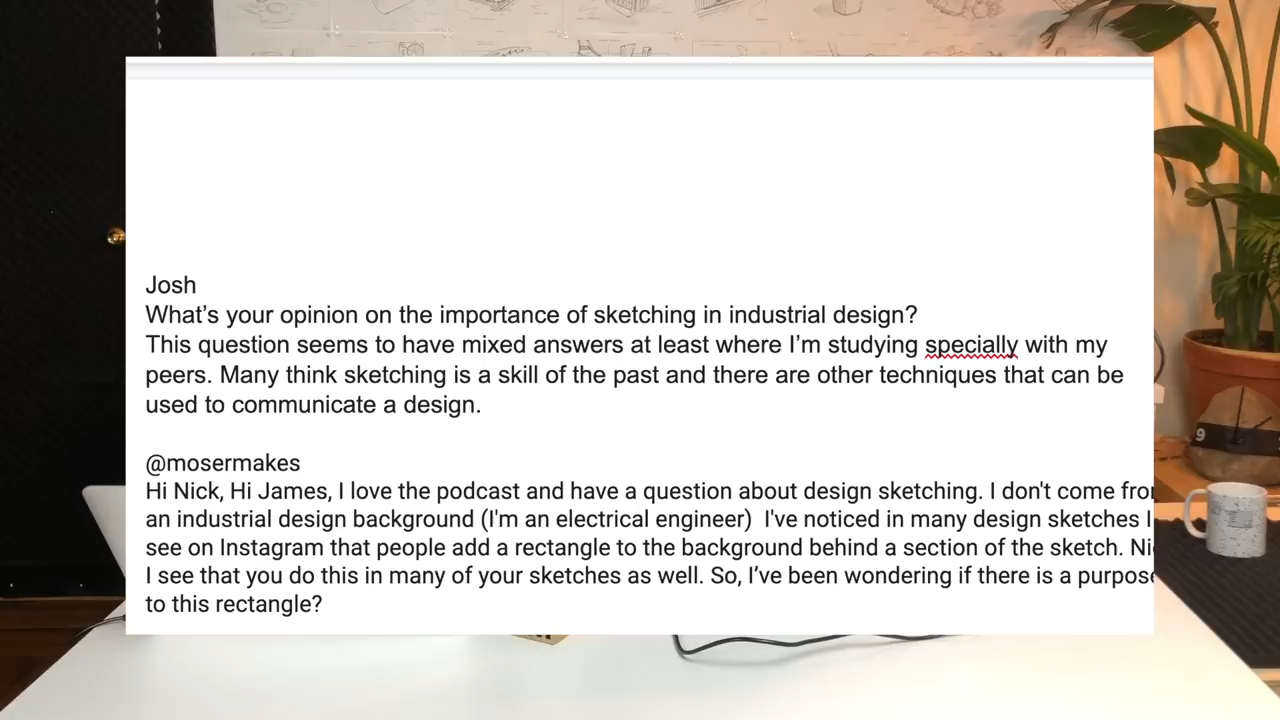 Josh
What's your opinion on the importance of sketching in industrial design?
This question seems to have mixed answers at least where I'm studying specially with my
peers. Many think sketching is a skill of the past and there are other techniques that can be
used to communicate a design.
@mosermakes
Hi Nick, Hi James, I love the podcast and have a question about design sketching. I don't come
an industrial design background (I'm an electrical engineer)  I've noticed in many design sketches I
see on Instagram that people add a rectangle to the background behind a section of the sketch.
I see that you do this in many of your sketches as well. So, I've been wondering if there is a purpose
to this rectangle?
9